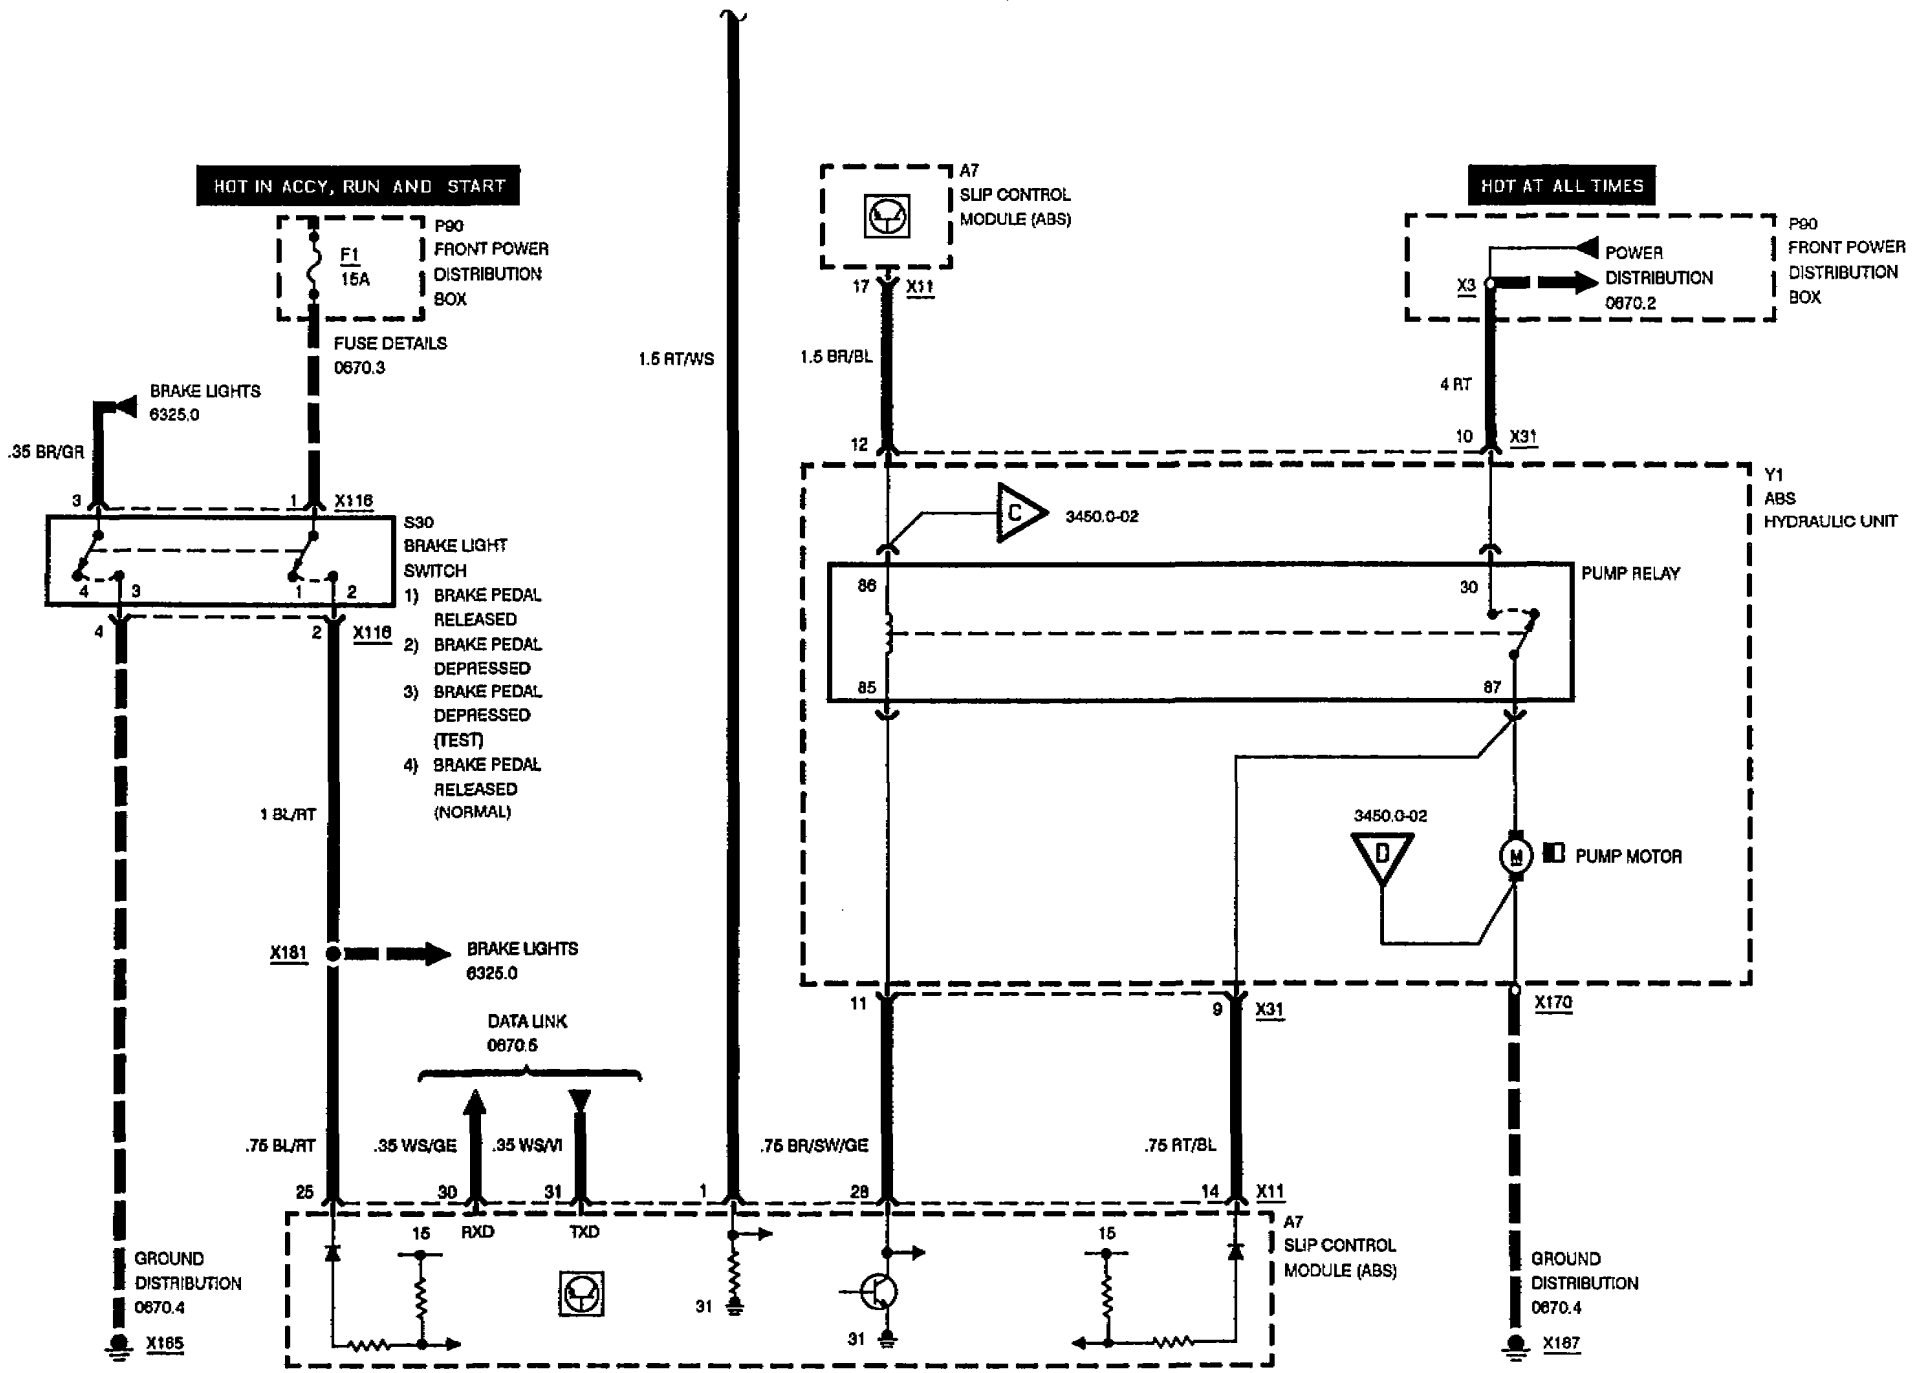 HOT IN ACCY, RUN AND START
P90
FRONT POWER
DISTRIBUTION
BOX
F1
15A
FUSE DETAILS
0670.3
BRAKE LIGHTS
6325.0
.35 BR/GR
3
1
X116
S30
BRAKE LIGHT
SWITCH
1) BRAKE PEDAL
RELEASED
2) BRAKE PEDAL
DEPRESSED
3) BRAKE PEDAL
DEPRESSED
(TEST)
4) BRAKE PEDAL
RELEASED
(NORMAL)
4
3
1
2
4
2
X116
1 BL/RT
X181
BRAKE LIGHTS
6325.0
DATA LINK
0670.5
.75 BL/RT
.35 WS/GE
.35 WS/VI
1.5 RT/WS
A7
SLIP CONTROL
MODULE (ABS)
17
X11
1.5 BR/BL
12
HOT AT ALL TIMES
P90
FRONT POWER
DISTRIBUTION
BOX
X3
POWER
DISTRIBUTION
0670.2
4 RT
10
X31
Y1
ABS
HYDRAULIC UNIT
C
3450.0-02
PUMP RELAY
86
30
85
87
3450.0-02
D
M
PUMP MOTOR
11
9
X31
X170
.75 BR/SW/GE
.75 RT/BL
25
30
31
1
28
14
X11
A7
SLIP CONTROL
MODULE (ABS)
15
RXD
TXD
31
31
15
GROUND
DISTRIBUTION
0670.4
X165
GROUND
DISTRIBUTION
0670.4
X167